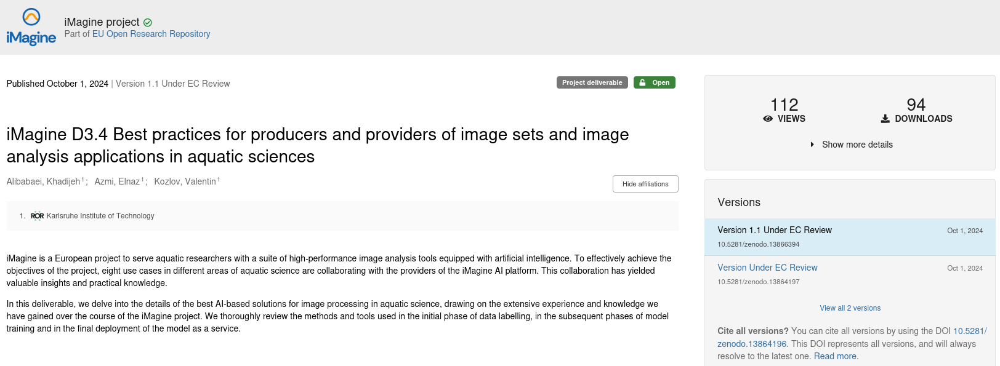 iMagine
iMagine project
Part of EU Open Research Repository
Published October 1, 2024 | Version 1.1 Under EC Review
Project deliverable
Open
iMagine D3.4 Best practices for producers and providers of image sets and image
analysis applications in aquatic sciences
Alibabaei, Khadijeh1; Azmi, Elnaz1; Kozlov, Valentin1
Hide affiliations
1. ROR Karlsruhe Institute of Technology
iMagine is a European project to serve aquatic researchers with a suite of high-performance image analysis tools equipped with artificial intelligence. To effectively achieve the
objectives of the project, eight use cases in different areas of aquatic science are collaborating with the providers of the iMagine AI platform. This collaboration has yielded
valuable insights and practical knowledge.
In this deliverable, we delve into the details of the best AI-based solutions for image processing in aquatic science, drawing on the extensive experience and knowledge we
have gained over the course of the iMagine project. We thoroughly review the methods and tools used in the initial phase of data labelling, in the subsequent phases of model
training and in the final deployment of the model as a service.
112
VIEWS
94
DOWNLOADS
Show more details
Versions
Version 1.1 Under EC Review Oct 1, 2024
10.5281/zenodo.13866394
Version Under EC Review Oct 1, 2024
10.5281/zenodo.13864197
View all 2 versions
Cite all versions? You can cite all versions by using the DOI 10.5281/
zenodo.13864196. This DOI represents all versions, and will always
resolve to the latest one. Read more.